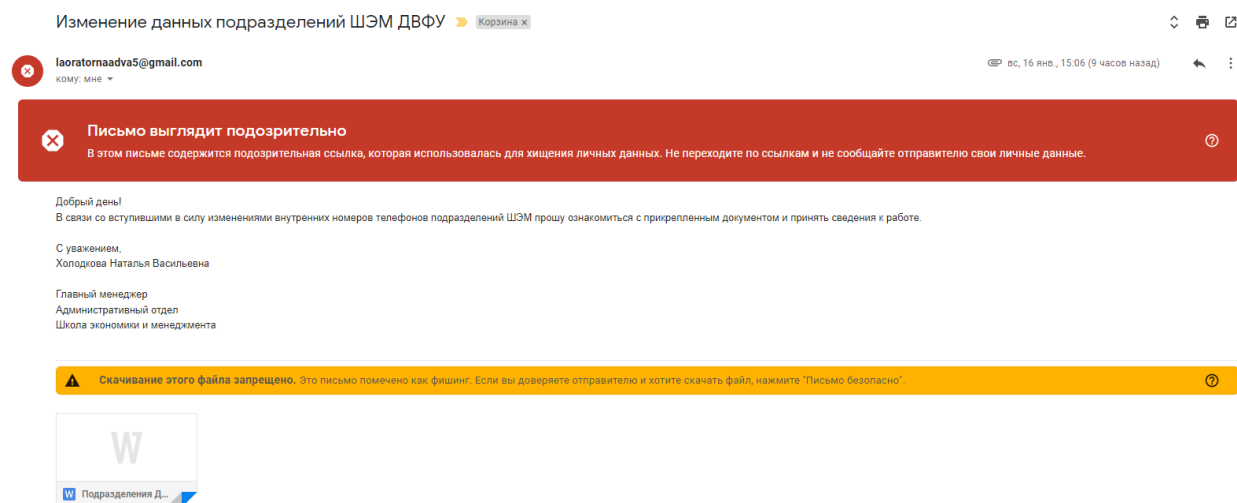 Изменение данных подразделений ШЭМ ДВФУ Корзина x
laoratornaadva5@gmail.com вс, 16 янв., 15:06 (9 часов назад)
кому: мне
Письмо выглядит подозрительно
В этом письме содержится подозрительная ссылка, которая использовалась для хищения личных данных. Не переходите по ссылкам и не сообщайте отправителю свои личные данные.
Добрый день!
В связи со вступившими в силу изменениями внутренних номеров телефонов подразделений ШЭМ прошу ознакомиться с прикрепленным документом и принять сведения к работе.
С уважением,
Холодкова Наталья Васильевна
Главный менеджер
Административный отдел
Школа экономики и менеджмента
Скачивание этого файла запрещено. Это письмо помечено как фишинг. Если вы доверяете отправителю и хотите скачать файл, нажмите "Письмо безопасно".
W
W Подразделения Д...